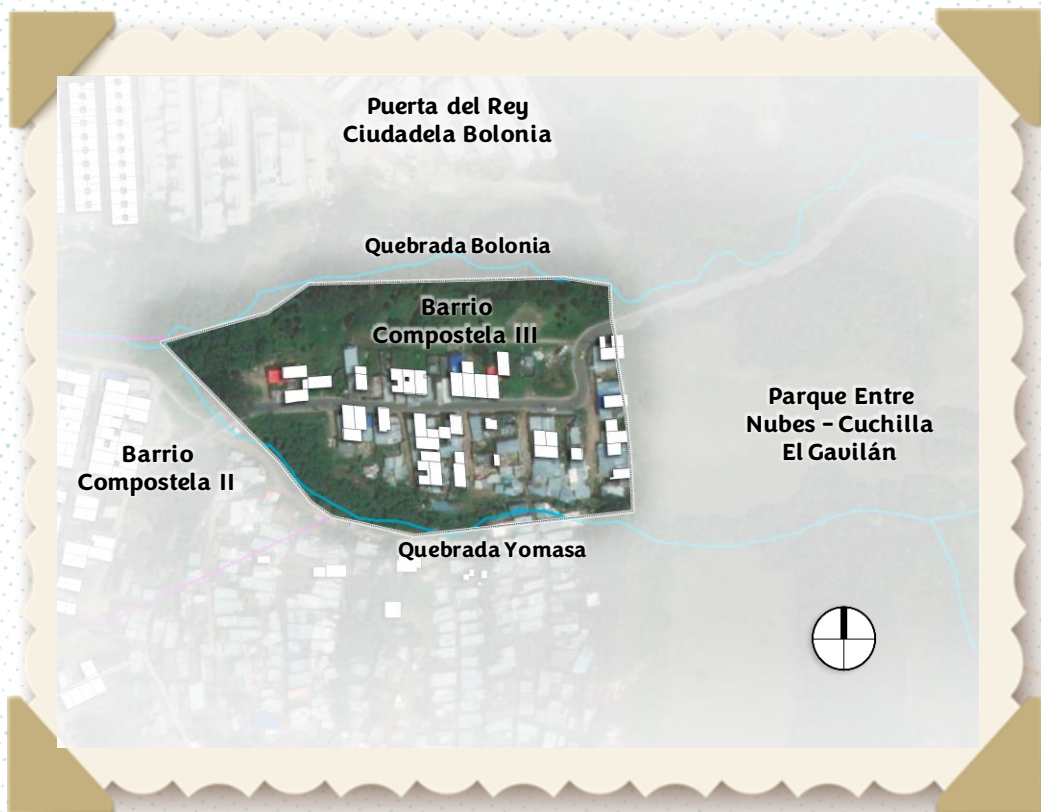 Puerta del Rey
Ciudadela Bolonia
Quebrada Bolonia
Barrio
Compostela III
Parque Entre
Nubes - Cuchilla
El Gavilán
Barrio
Compostela II
Quebrada Yomasa